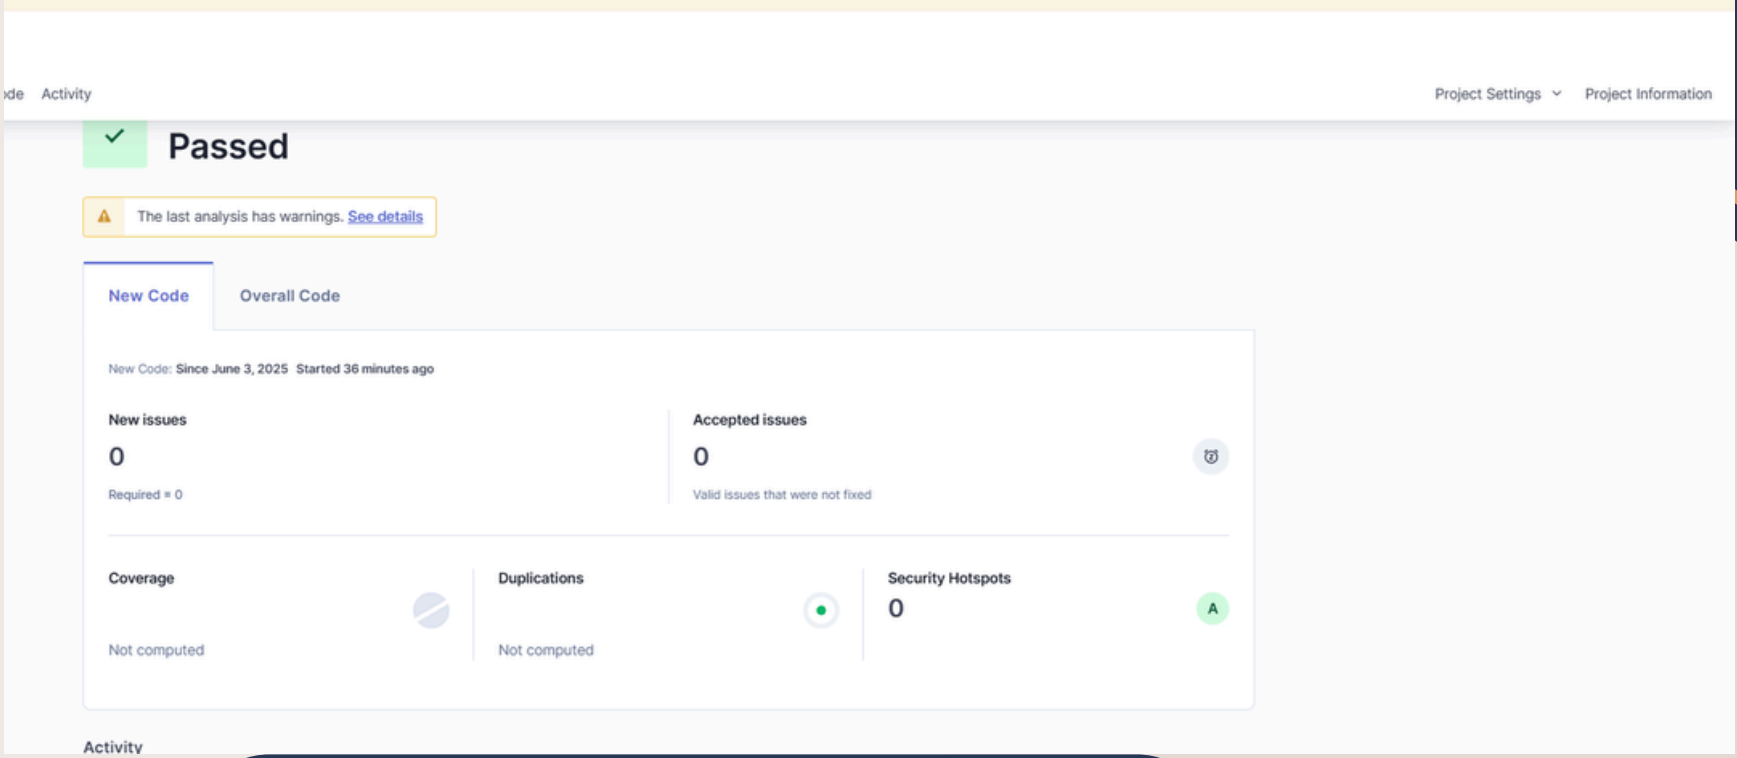 ode Activity Project Settings Project Information
Passed
The last analysis has warnings. See details
New Code Overall Code
New Code: Since June 3, 2025 Started 36 minutes ago
New issues
0
Required = 0
Accepted issues
0
Valid issues that were not fixed
Coverage
Not computed
Duplications
Not computed
Security Hotspots
0
A
Activity